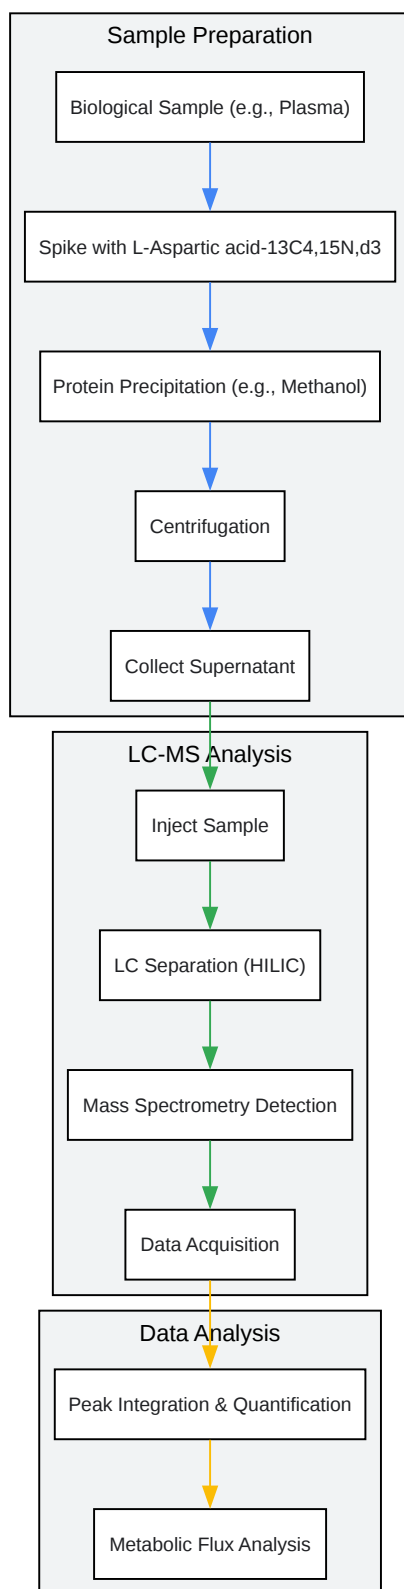 Sample Preparation
Biological Sample (e.g., Plasma)
Spike with L-Aspartic acid-13C4,15N,d3
Protein Precipitation (e.g., Methanol)
Centrifugation
Collect Supernatant
LC-MS Analysis
Inject Sample
LC Separation (HILIC)
Mass Spectrometry Detection
Data Acquisition
Data Analysis
Peak Integration & Quantification
Metabolic Flux Analysis